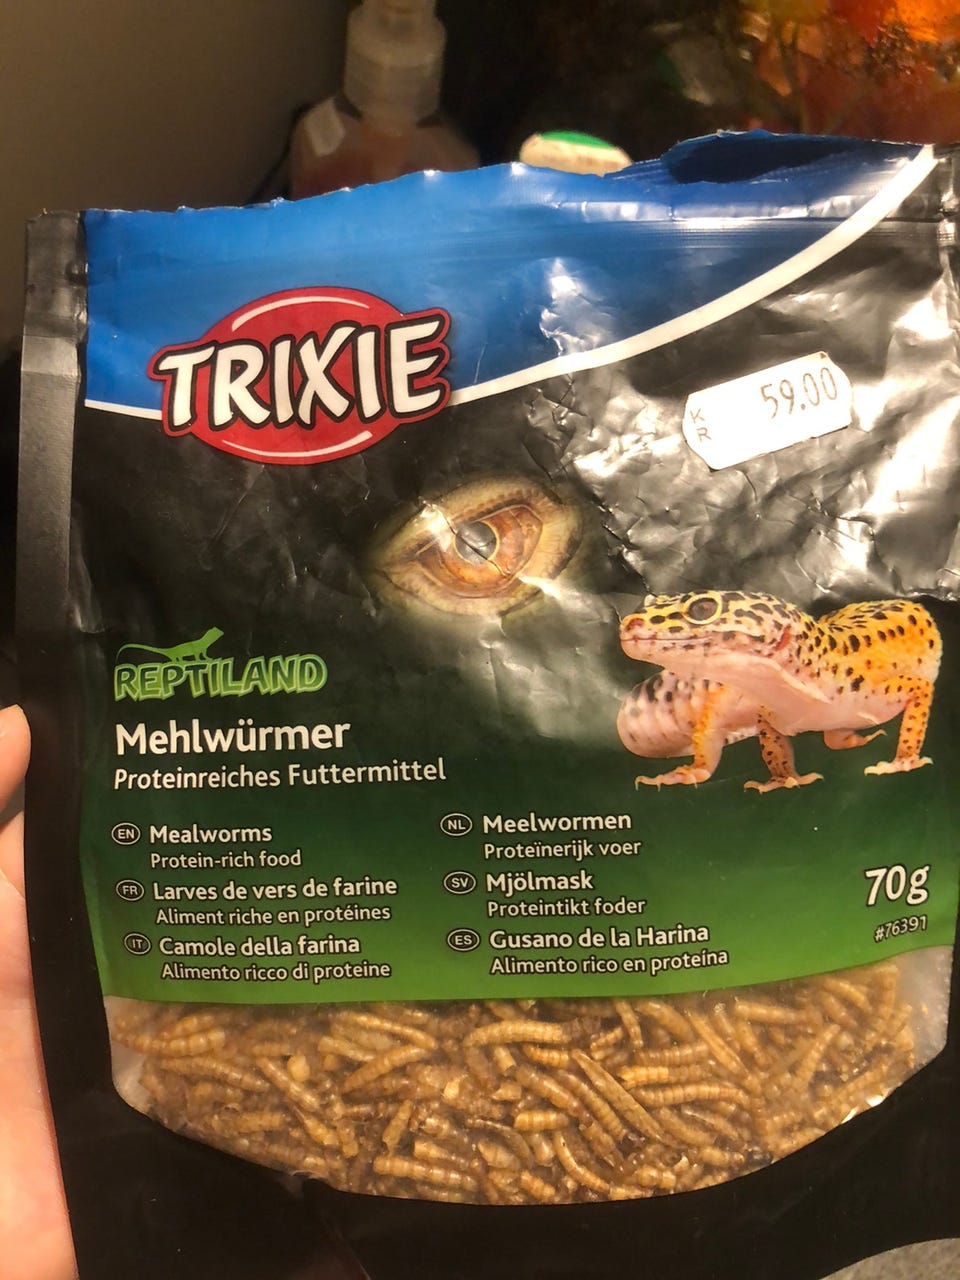 TRIXIE
KR 59.00
REPTILAND
Mehlwürmer
Proteinreiches Futtermittel
EN Mealworms
Protein-rich food
FR Larves de vers de farine
Aliment riche en protéines
IT Camole della farina
Alimento ricco di proteine
NL Meelwormen
Proteïnerijk voer
SV Mjölmask
Proteintikt foder
ES Gusano de la Harina
Alimento rico en proteína
70g
#76391